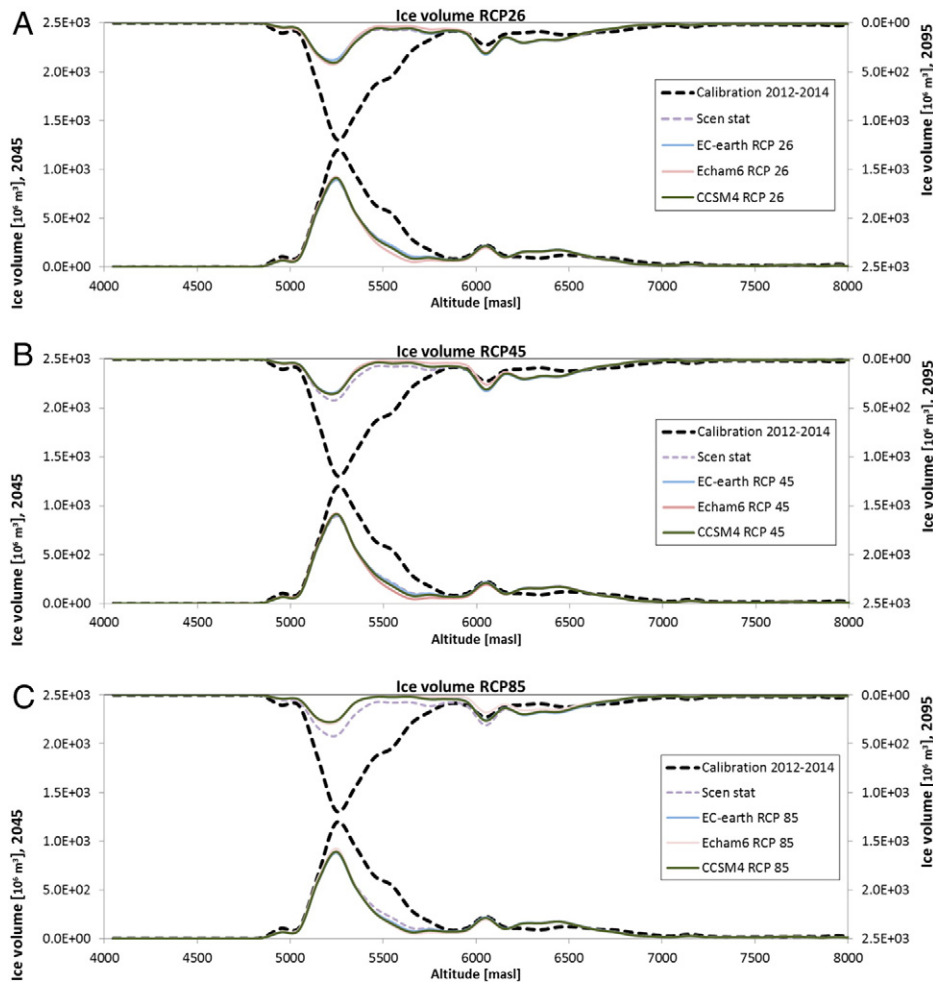 A
Ice volume RCP26
Ice volume [10⁶ m³], 2045
2.5E+03
2.0E+03
1.5E+03
1.0E+03
5.0E+02
0.0E+00
0.0E+00
5.0E+02
1.0E+03
1.5E+03
2.0E+03
2.5E+03
Ice volume [10⁶ m³], 2095
Calibration 2012-2014
Scen stat
EC-earth RCP 26
Echam6 RCP 26
CCSM4 RCP 26
4000 4500 5000 5500 6000 6500 7000 7500 8000
Altitude [masl]
B
Ice volume RCP45
Ice volume [10⁶ m³], 2045
2.5E+03
2.0E+03
1.5E+03
1.0E+03
5.0E+02
0.0E+00
0.0E+00
5.0E+02
1.0E+03
1.5E+03
2.0E+03
2.5E+03
Ice volume [10⁶ m³], 2095
Calibration 2012-2014
Scen stat
EC-earth RCP 45
Echam6 RCP 45
CCSM4 RCP 45
4000 4500 5000 5500 6000 6500 7000 7500 8000
Altitude [masl]
C
Ice volume RCP85
Ice volume [10⁶ m³], 2045
2.5E+03
2.0E+03
1.5E+03
1.0E+03
5.0E+02
0.0E+00
0.0E+00
5.0E+02
1.0E+03
1.5E+03
2.0E+03
2.5E+03
Ice volume [10⁶ m³], 2095
Calibration 2012-2014
Scen stat
EC-earth RCP 85
Echam6 RCP 85
CCSM4 RCP 85
4000 4500 5000 5500 6000 6500 7000 7500 8000
Altitude [masl]